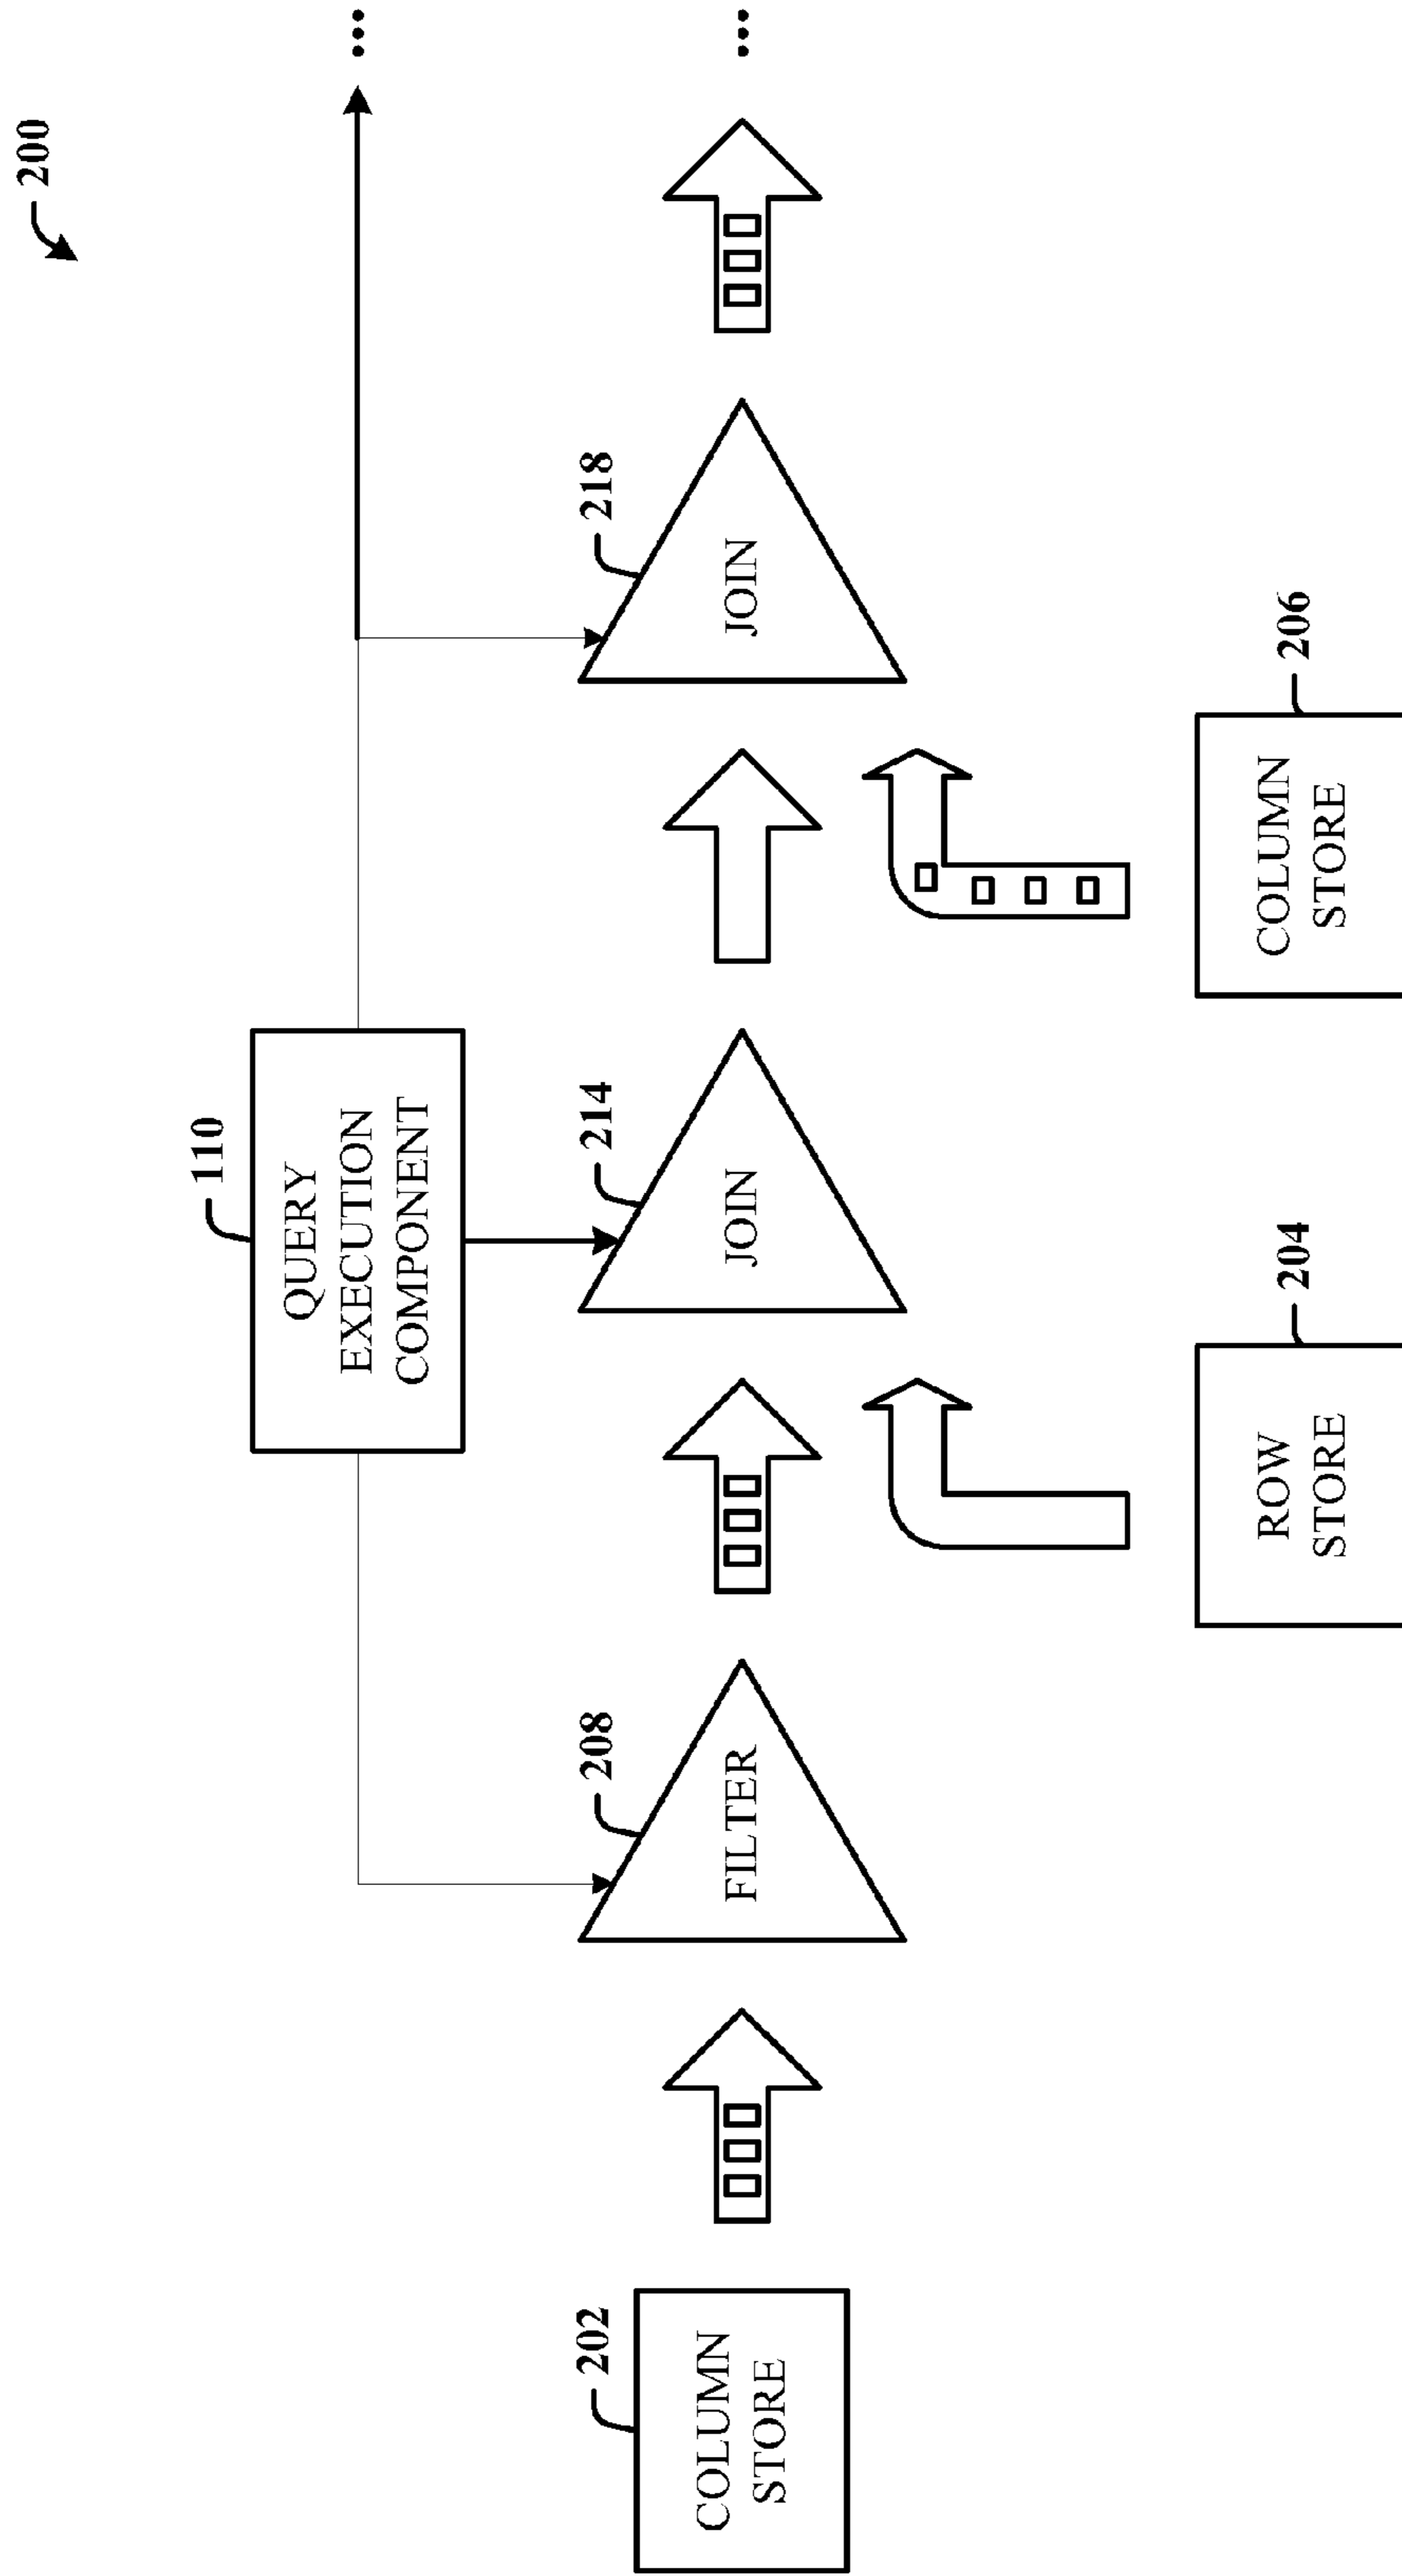 200
110
QUERY
EXECUTION
COMPONENT
...
202
COLUMN
STORE
208
FILTER
214
JOIN
218
JOIN
...
204
ROW
STORE
206
COLUMN
STORE